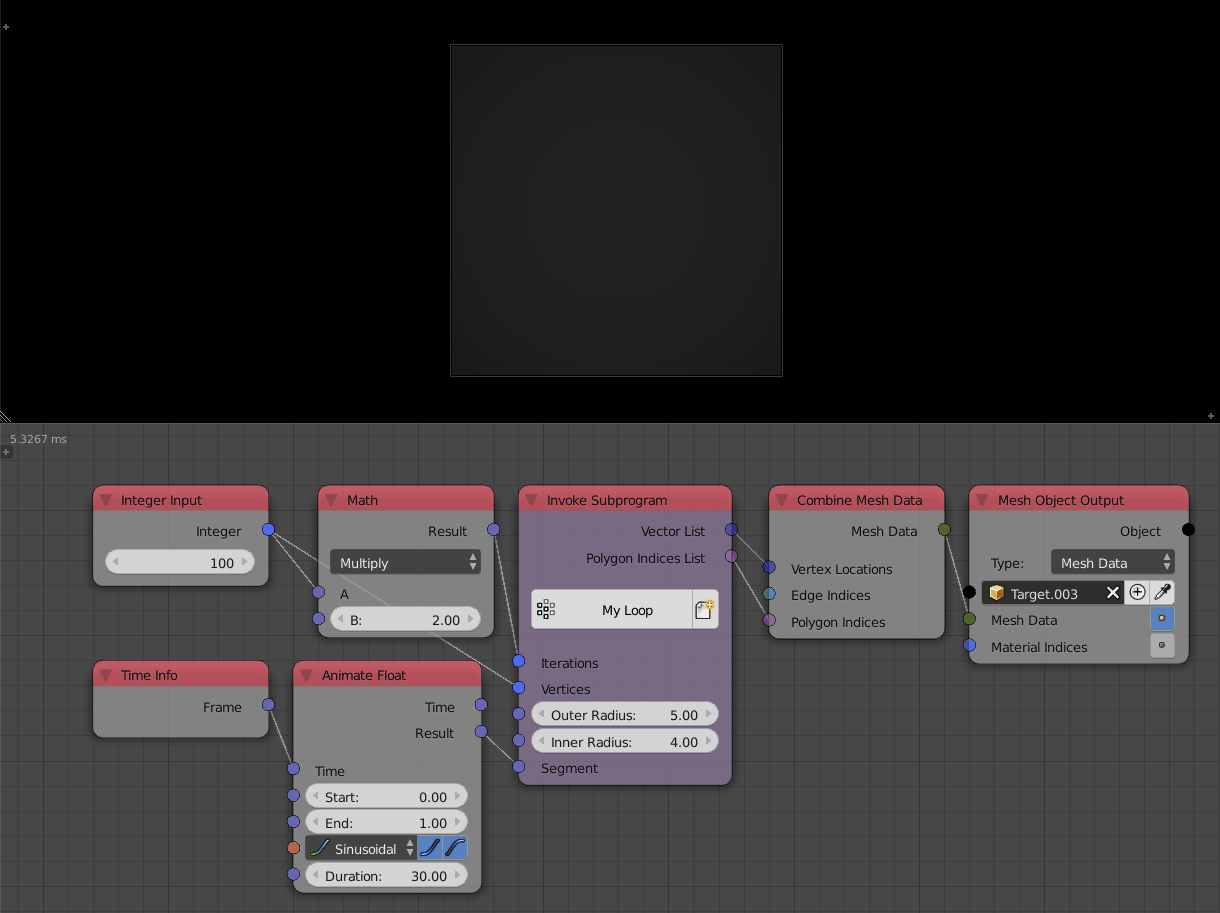 5.3267 ms
Integer Input
Integer
100
Math
Result
Multiply
A
B: 2.00
Invoke Subprogram
Vector List
Polygon Indices List
My Loop
Iterations
Vertices
Outer Radius: 5.00
Inner Radius: 4.00
Segment
Combine Mesh Data
Mesh Data
Vertex Locations
Edge Indices
Polygon Indices
Mesh Object Output
Object
Type: Mesh Data
Target.003
Mesh Data
Material Indices
Time Info
Frame
Animate Float
Time
Result
Time
Start: 0.00
End: 1.00
Sinusoidal
Duration: 30.00